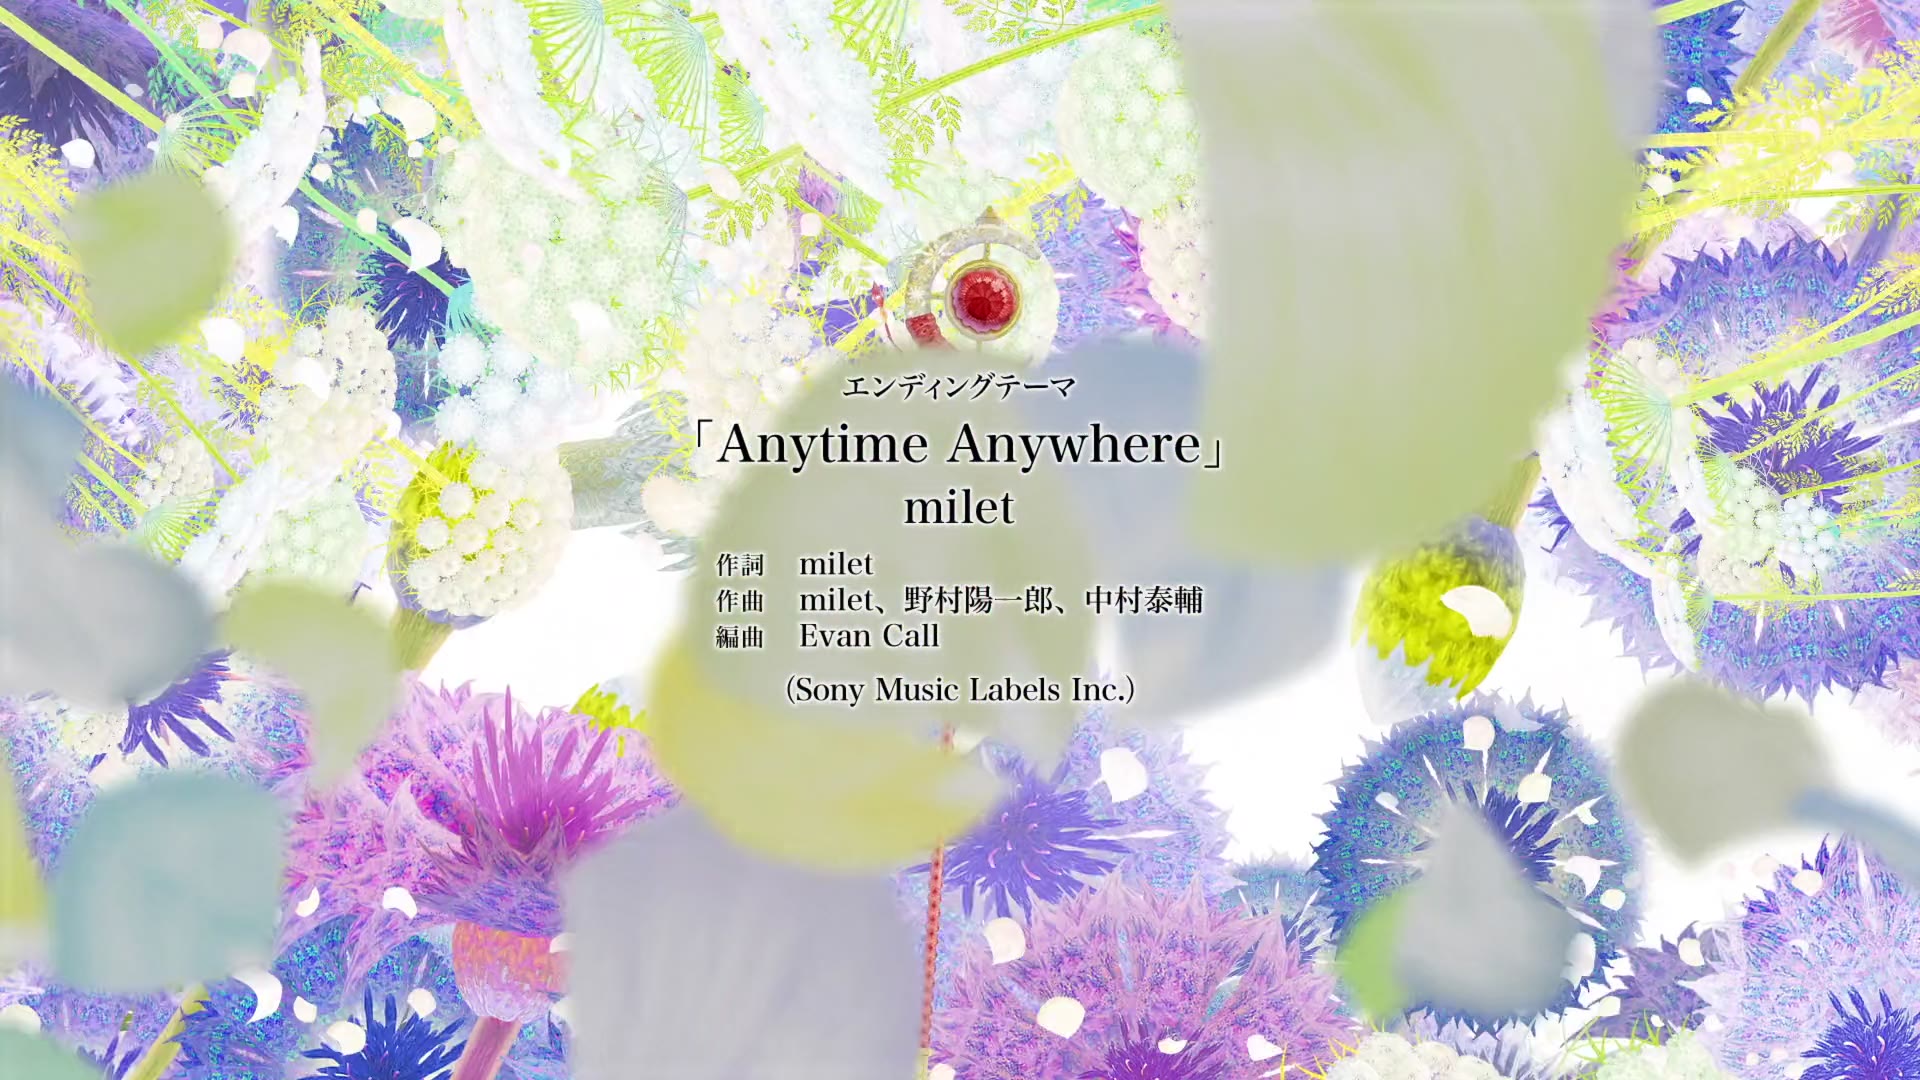 エンディングテーマ
「Anytime Anywhere」
milet
作詞 milet
作曲 milet、野村陽一郎、中村泰輔
編曲 Evan Call
(Sony Music Labels Inc.)